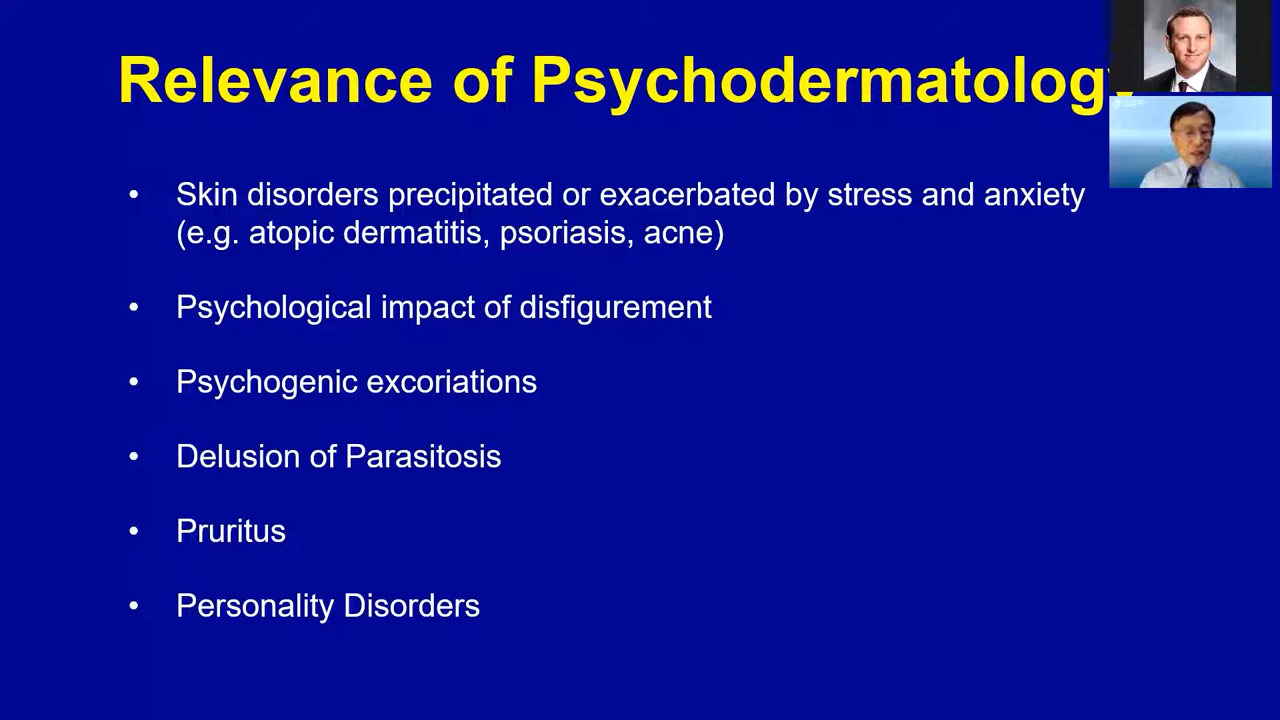 Relevance of Psychodermatology
• Skin disorders precipitated or exacerbated by stress and anxiety
(e.g. atopic dermatitis, psoriasis, acne)
• Psychological impact of disfigurement
• Psychogenic excoriations
• Delusion of Parasitosis
• Pruritus
• Personality Disorders